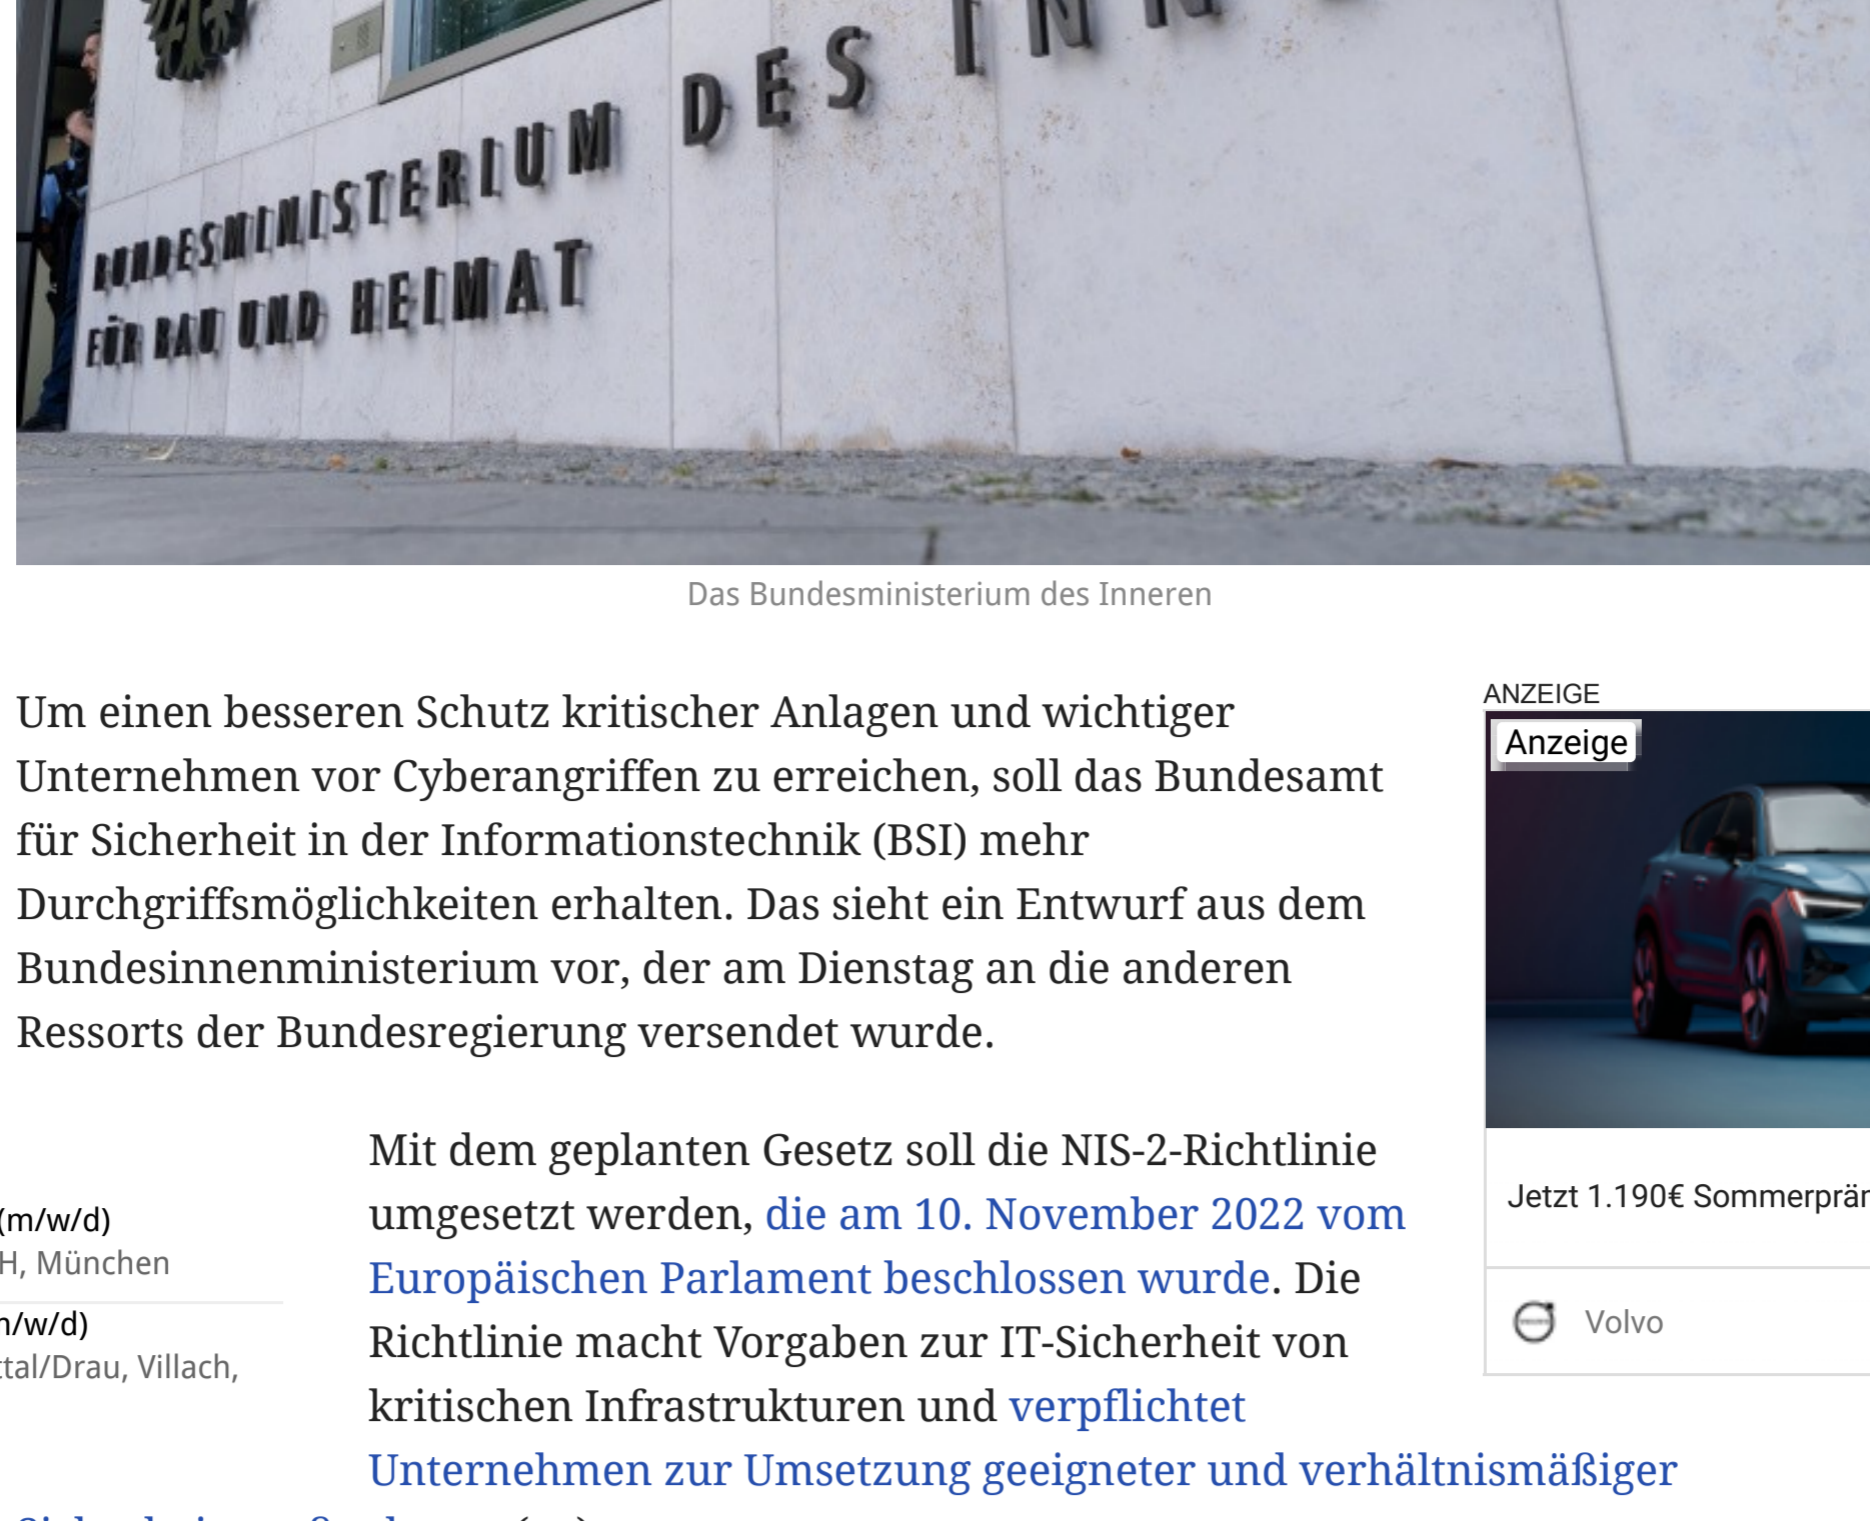 BUNDESMINISTERIUM DES INN
FÜR BAU UND HEIMAT
Das Bundesministerium des Inneren
Um einen besseren Schutz kritischer Anlagen und wichtiger
Unternehmen vor Cyberangriffen zu erreichen, soll das Bundesamt
für Sicherheit in der Informationstechnik (BSI) mehr
Durchgriffsmöglichkeiten erhalten. Das sieht ein Entwurf aus dem
Bundesinnenministerium vor, der am Dienstag an die anderen
Ressorts der Bundesregierung versendet wurde.
ANZEIGE
Anzeige
Jetzt 1.190€ Sommerpräm
Volvo
(m/w/d)
H, München
m/w/d)
ttal/Drau, Villach,
Mit dem geplanten Gesetz soll die NIS-2-Richtlinie
umgesetzt werden, die am 10. November 2022 vom
Europäischen Parlament beschlossen wurde. Die
Richtlinie macht Vorgaben zur IT-Sicherheit von
kritischen Infrastrukturen und verpflichtet
Unternehmen zur Umsetzung geeigneter und verhältnismäßiger